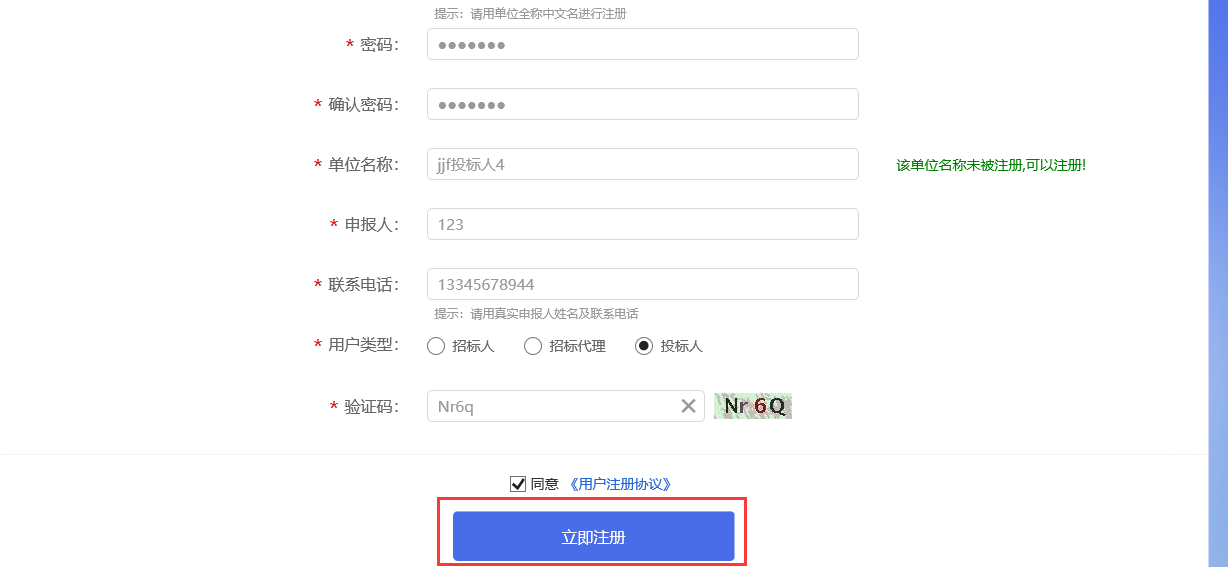 提示：请用单位全称中文名进行注册
* 密码： ●●●●●●●
* 确认密码： ●●●●●●●
* 单位名称： jjf投标人4 该单位名称未被注册,可以注册!
* 申报人： 123
* 联系电话： 13345678944
提示：请用真实申报人姓名及联系电话
* 用户类型： 招标人 招标代理 投标人
* 验证码： Nr6q Nr6Q
同意 《用户注册协议》
立即注册